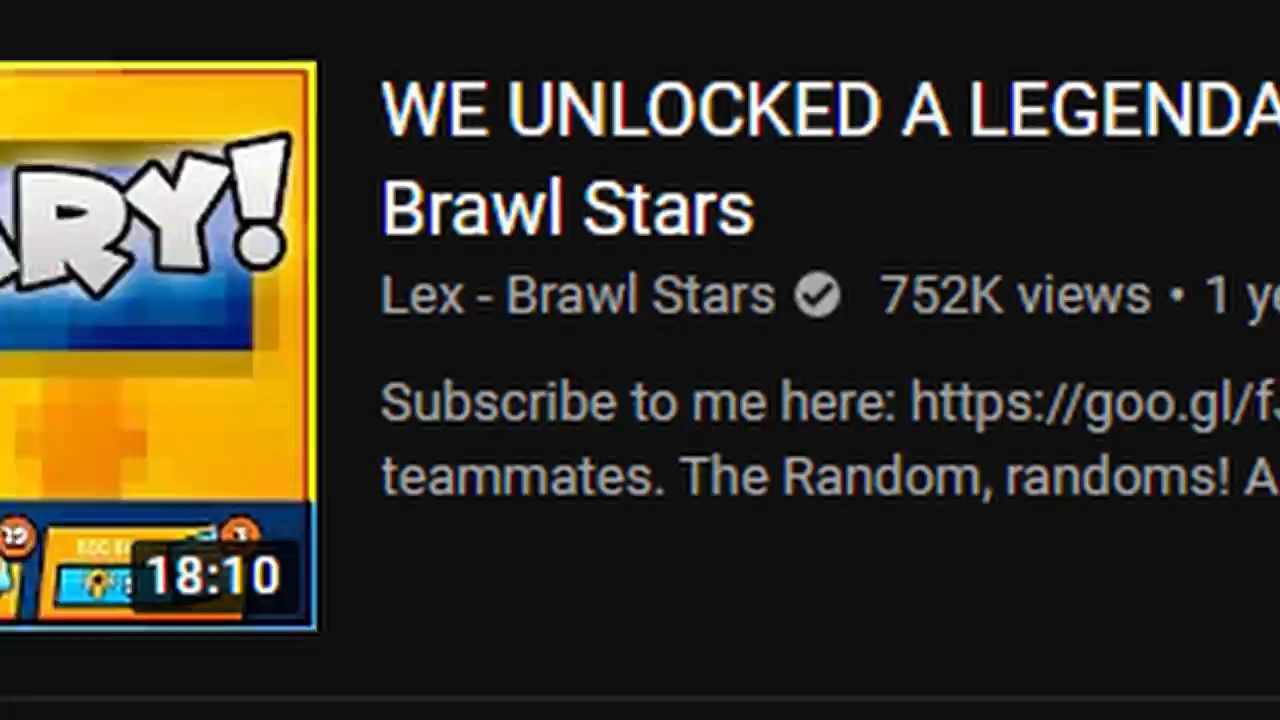 WE UNLOCKED A LEGENDA
Brawl Stars
Lex - Brawl Stars 752K views • 1 ye
Subscribe to me here: https://goo.gl/f
teammates. The Random, randoms! A
ARY!
18:10